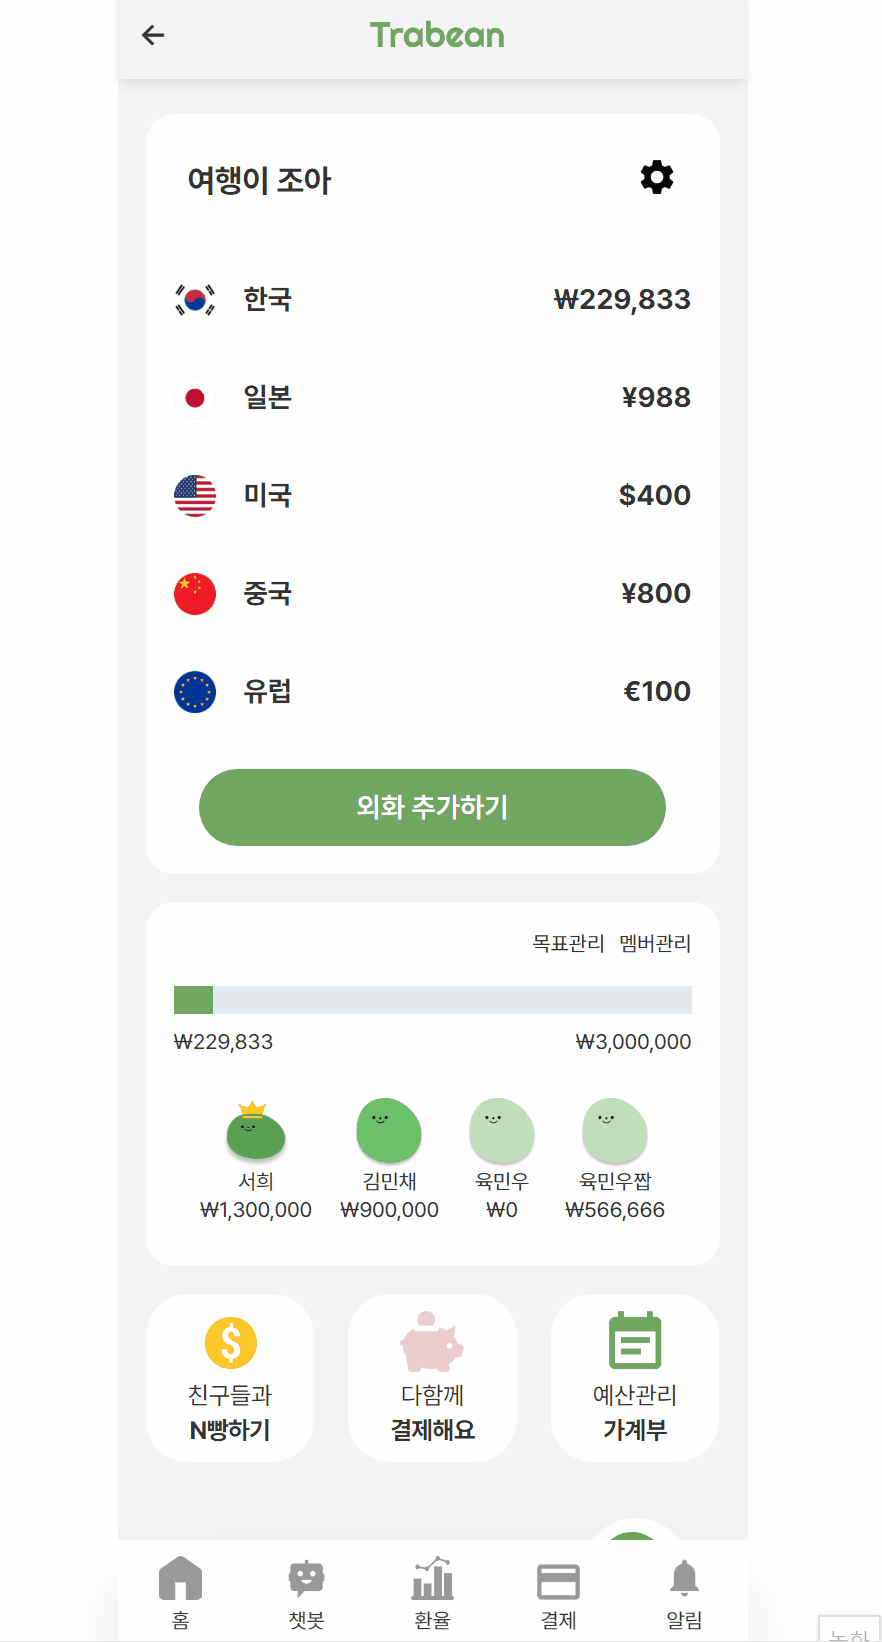 Trabean
여행이 조아
한국 ₩229,833
일본 ¥988
미국 $400
중국 ¥800
유럽 €100
외화 추가하기
목표관리 멤버관리
₩229,833 ₩3,000,000
서희 김민채 육민우 육민우짭
₩1,300,000 ₩900,000 ₩0 ₩566,666
친구들과 다함께 예산관리
N빵하기 결제해요 가계부
홈 챗봇 환율 결제 알림